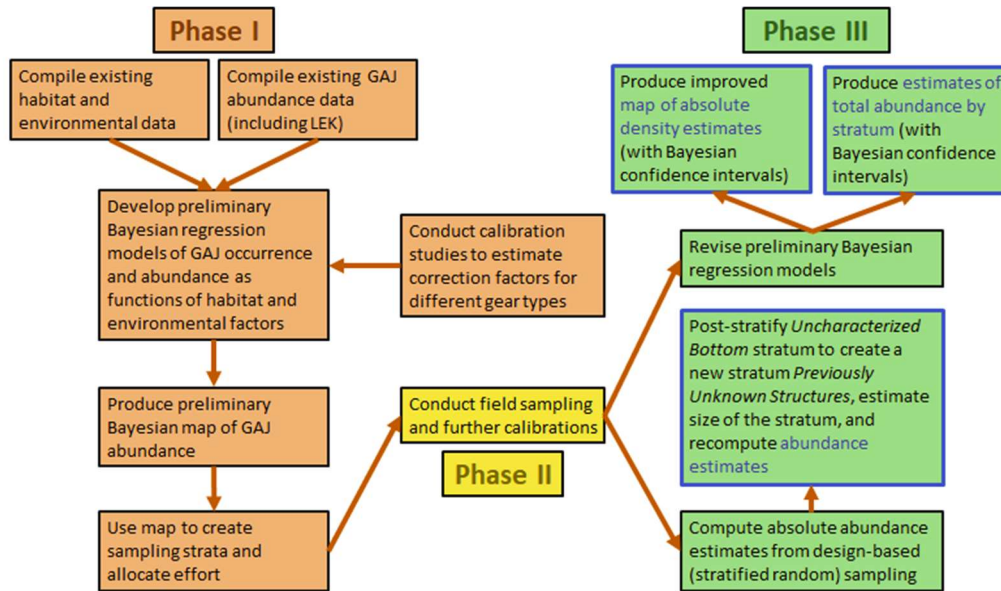 Phase I
Compile existing
habitat and
environmental data
Compile existing GAJ
abundance data
(including LEK)
Develop preliminary
Bayesian regression
models of GAJ occurrence
and abundance as
functions of habitat and
environmental factors
Conduct calibration
studies to estimate
correction factors for
different gear types
Produce preliminary
Bayesian map of GAJ
abundance
Use map to create
sampling strata and
allocate effort
Conduct field sampling
and further calibrations
Phase II
Phase III
Produce improved
map of absolute
density estimates
(with Bayesian
confidence intervals)
Produce estimates of
total abundance by
stratum (with
Bayesian confidence
intervals)
Revise preliminary Bayesian
regression models
Post-stratify Uncharacterized
Bottom stratum to create a
new stratum Previously
Unknown Structures, estimate
size of the stratum, and
recompute abundance
estimates
Compute absolute abundance
estimates from design-based
(stratified random) sampling